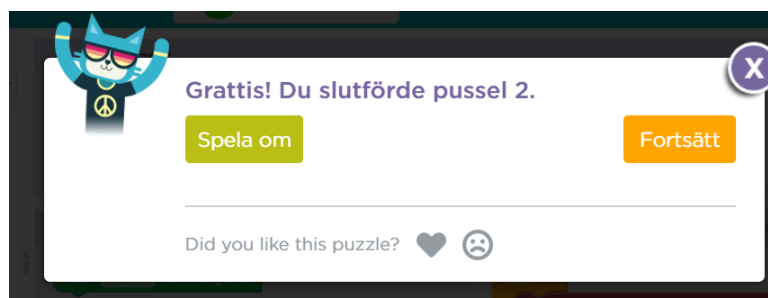 X
Grattis! Du slutförde pussel 2.
Spela om
Fortsätt
Did you like this puzzle?